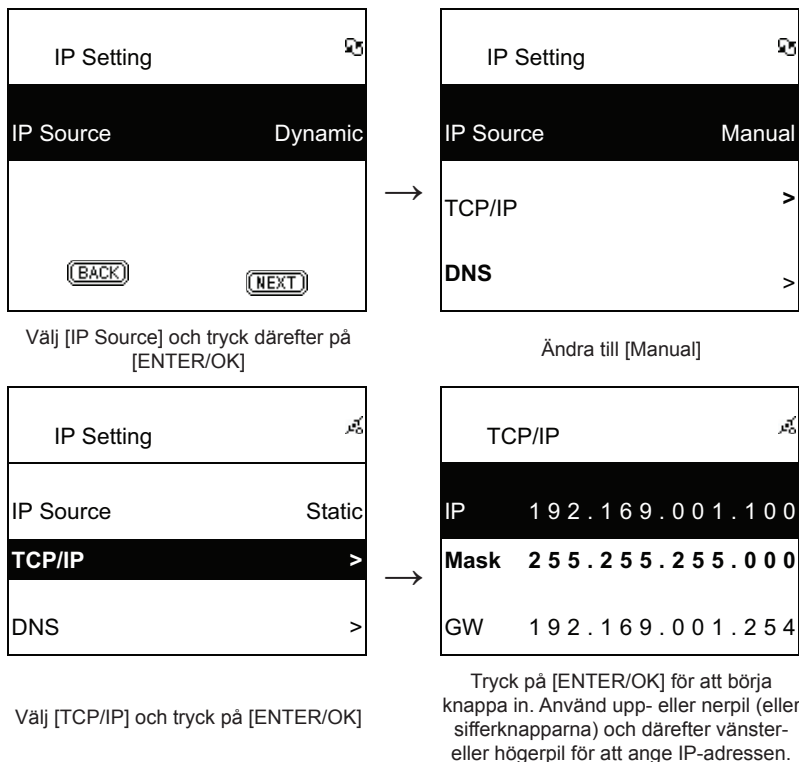 IP Setting
IP Source Dynamic
BACK NEXT
Välj [IP Source] och tryck därefter på
[ENTER/OK]
IP Setting
IP Source Manual
TCP/IP >
DNS >
Ändra till [Manual]
IP Setting
IP Source Static
TCP/IP >
DNS >
Välj [TCP/IP] och tryck på [ENTER/OK]
TCP/IP
IP 192.169.001.100
Mask 255.255.255.000
GW 192.169.001.254
Tryck på [ENTER/OK] för att börja
knappa in. Använd upp- eller nerpil (eller
sifferknapparna) och därefter vänster-
eller högerpil för att ange IP-adressen.